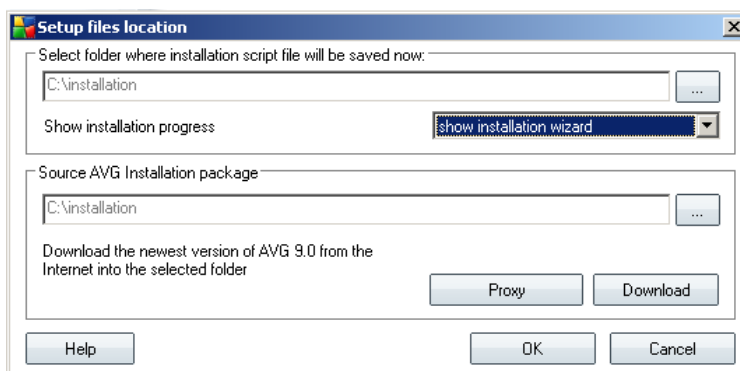 Setup files location
Select folder where installation script file will be saved now:
C:\installation
...
Show installation progress
show installation wizard
Source AVG Installation package
C:\installation
...
Download the newest version of AVG 9.0 from the
Internet into the selected folder
Proxy
Download
Help
OK
Cancel